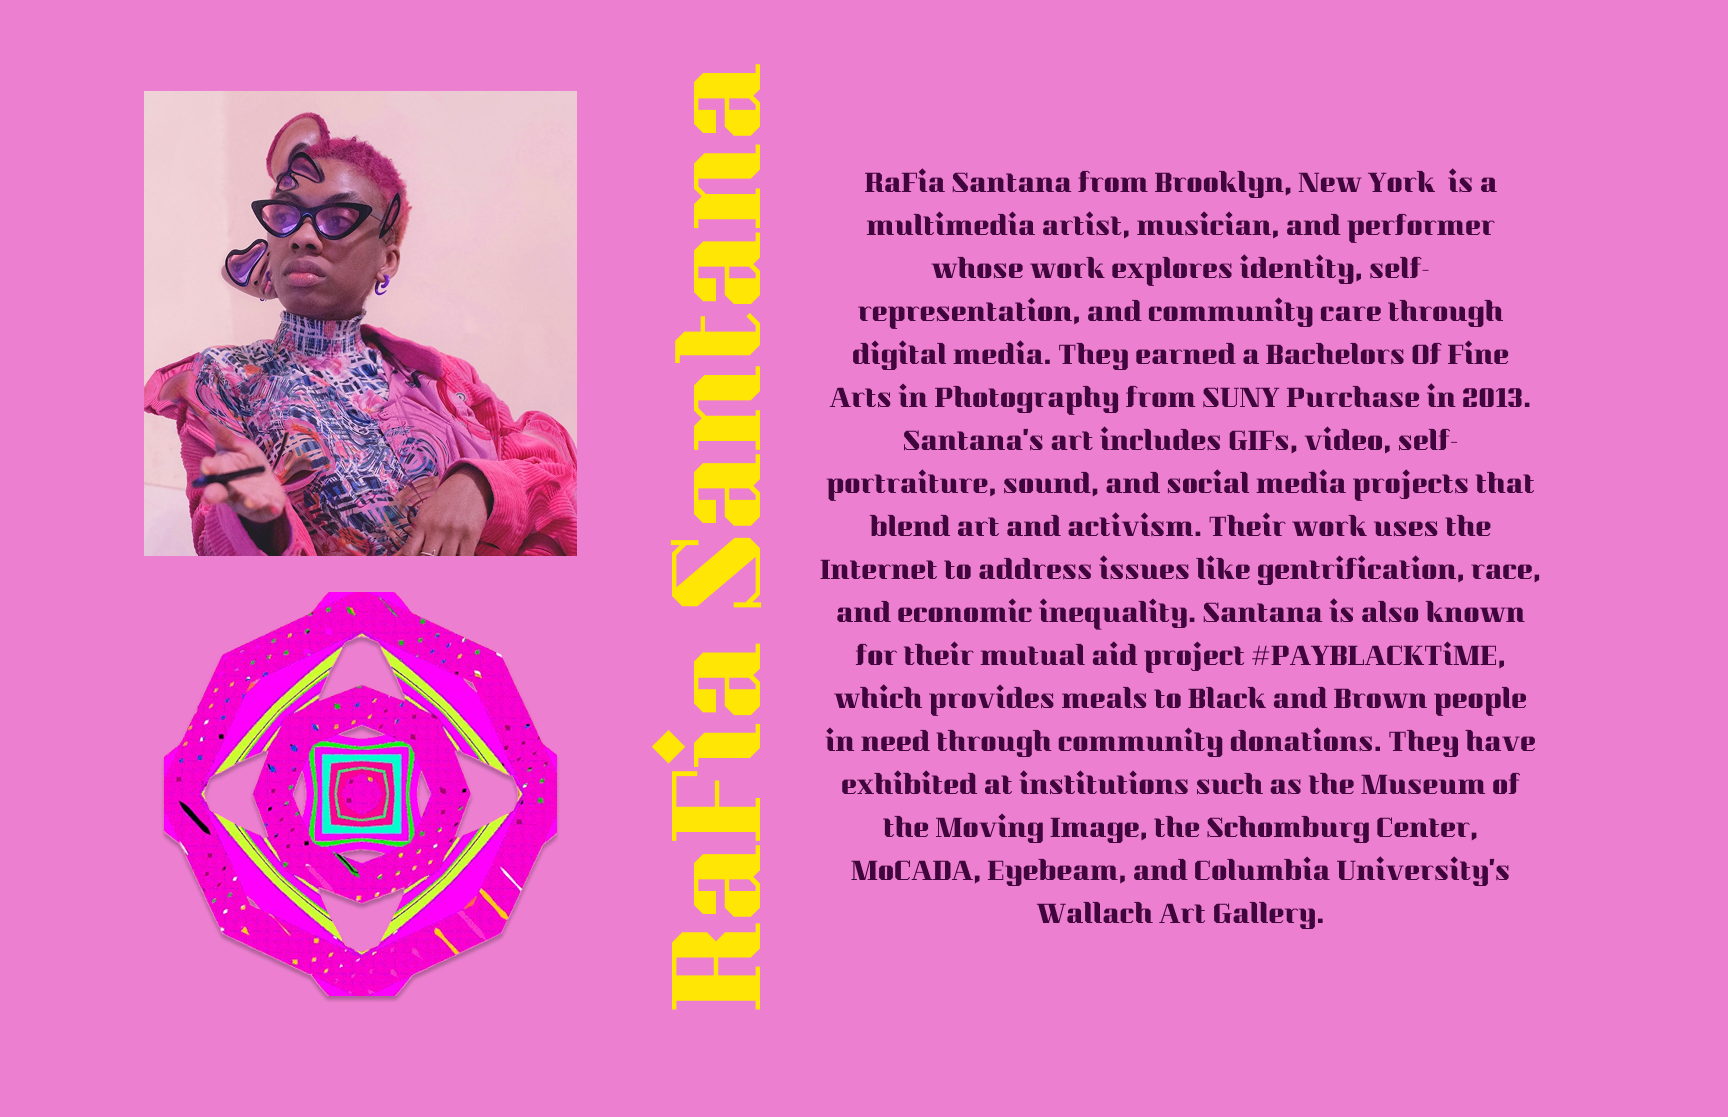 RaFia Santana
RaFia Santana from Brooklyn, New York is a
multimedia artist, musician, and performer
whose work explores identity, self-
representation, and community care through
digital media. They earned a Bachelors Of Fine
Arts in Photography from SUNY Purchase in 2013.
Santana's art includes GIFs, video, self-
portraiture, sound, and social media projects that
blend art and activism. Their work uses the
Internet to address issues like gentrification, race,
and economic inequality. Santana is also known
for their mutual aid project #PAYBLACKTiME,
which provides meals to Black and Brown people
in need through community donations. They have
exhibited at institutions such as the Museum of
the Moving Image, the Schomburg Center,
MoCADA, Eyebeam, and Columbia University's
Wallach Art Gallery.